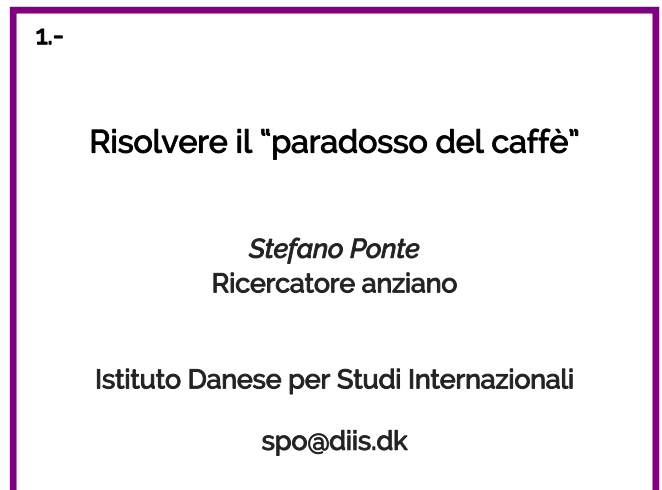 1.-
Risolvere il “paradosso del caffè”
Stefano Ponte
Ricercatore anziano
Istituto Danese per Studi Internazionali
spo@diis.dk